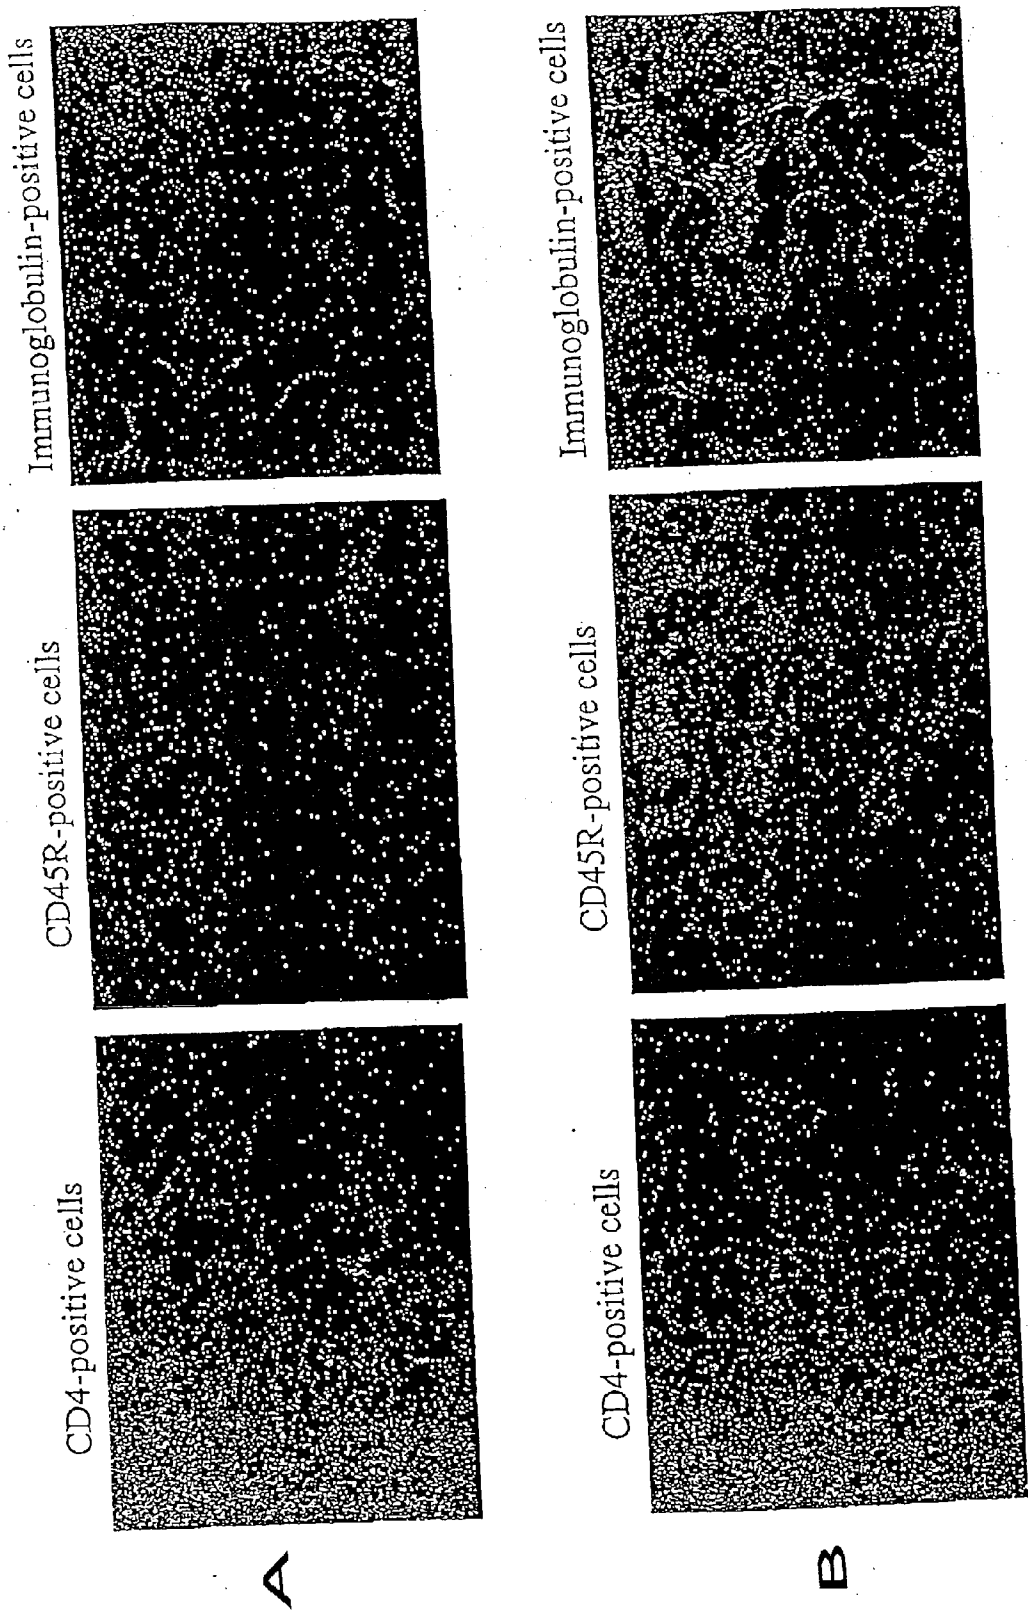 A
CD4-positive cells
CD45R-positive cells
Immunoglobulin-positive cells
B
CD4-positive cells
CD45R-positive cells
Immunoglobulin-positive cells